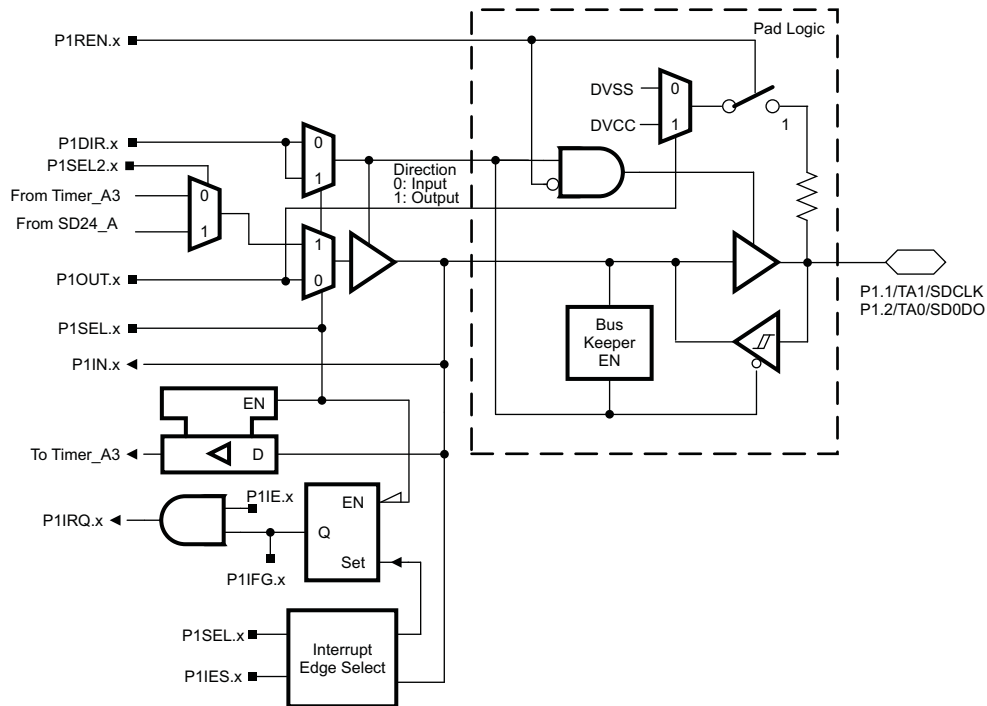 Pad Logic
P1REN.x
DVSS
0
DVCC
1
1
P1DIR.x
0
1
P1SEL2.x
Direction
0: Input
1: Output
From Timer_A3
0
From SD24_A
1
1
P1OUT.x
0
P1.1/TA1/SDCLK
P1.2/TA0/SD0DO
P1SEL.x
Bus
Keeper
EN
P1IN.x
EN
To Timer_A3
D
P1IE.x
EN
P1IRQ.x
Q
Set
P1IFG.x
P1SEL.x
Interrupt
Edge Select
P1IES.x